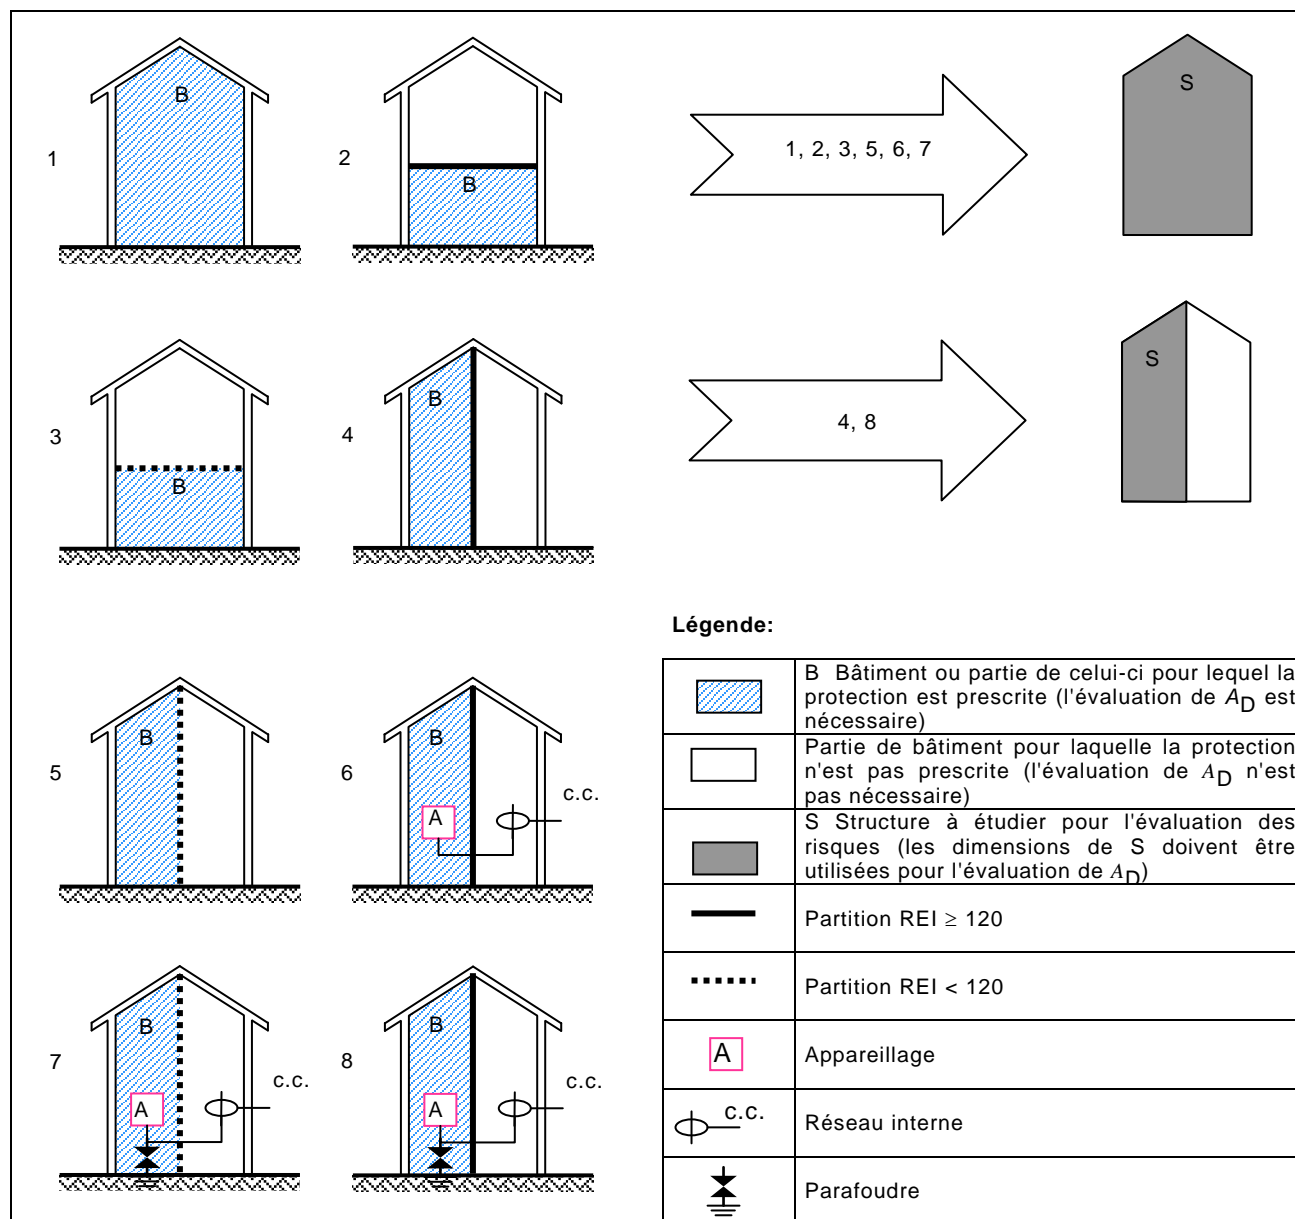 B
B
S
1
2
1, 2, 3, 5, 6, 7
B
B
S
3
4
4, 8
Légende:
B Bâtiment ou partie de celui-ci pour lequel la
protection est prescrite (l'évaluation de AD est
nécessaire)
Partie de bâtiment pour laquelle la protection
n'est pas prescrite (l'évaluation de AD n'est
pas nécessaire)
S Structure à étudier pour l'évaluation des
risques (les dimensions de S doivent être
utilisées pour l'évaluation de AD)
Partition REI ≥ 120
Partition REI < 120
A
Appareillage
c.c.
Réseau interne
Parafoudre
B
B
5
6
A
c.c.
B
B
7
8
A
c.c.
A
c.c.